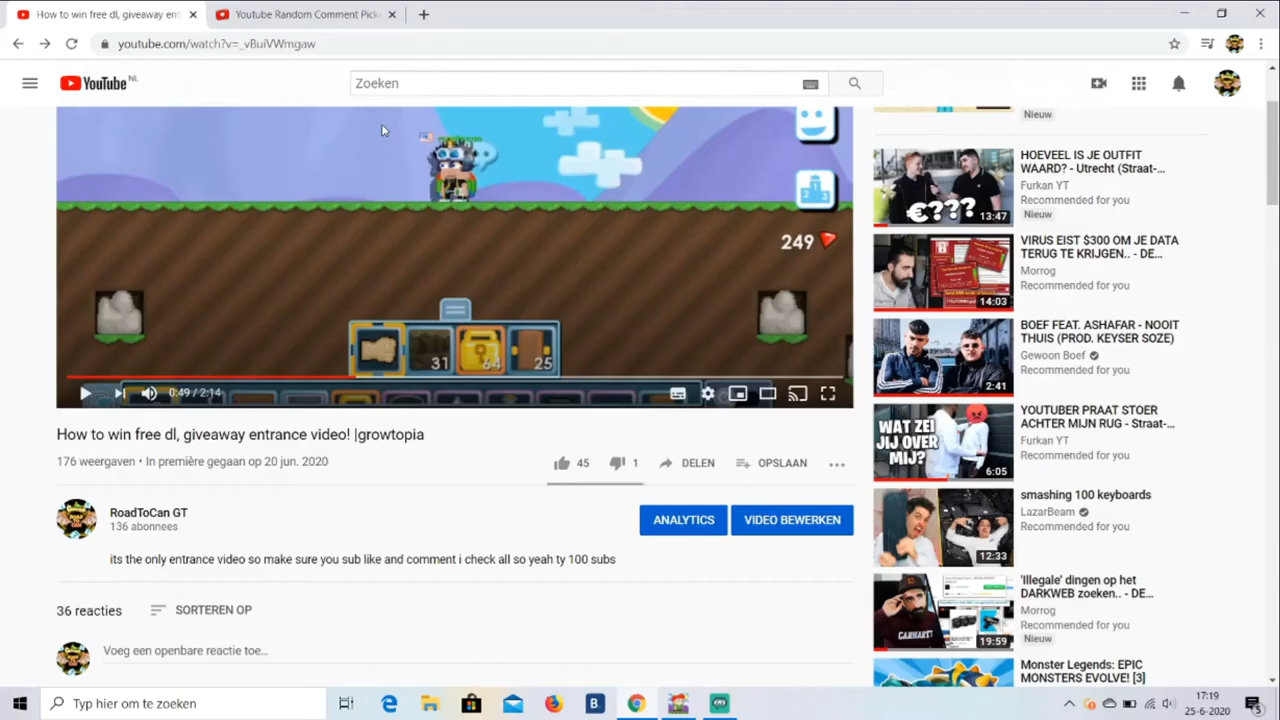 How to win free dl, giveaway ent
Youtube Random Comment Pick
youtube.com/watch?v=_vBuiVWmgaw
YouTube NL
Zoeken
249
31
44
25
0:49 / 2:14
How to win free dl, giveaway entrance video! |growtopia
176 weergaven • In première gegaan op 20 jun. 2020
45
1
DELEN
OPSLAAN
RoadToCan GT
136 abonnees
ANALYTICS
VIDEO BEWERKEN
its the only entrance video so make sure you sub like and comment i check all so yeah.ty 100 subs
36 reacties
SORTEREN OP
Voeg een openbare reactie toe...
Nieuw
€???
13:47
HOEVEEL IS JE OUTFIT
WAARD? - Utrecht (Straat-...
Furkan YT
Recommended for you
Nieuw
14:03
VIRUS EIST $300 OM JE DATA
TERUG TE KRIJGEN.. - DE...
Morrog
Recommended for you
2:41
BOEF FEAT. ASHAFAR - NOOIT
THUIS (PROD. KEYSER SOZE)
Gewoon Boef
Recommended for you
WAT ZEI
JIJ OVER
MIJ?
6:05
YOUTUBER PRAAT STOER
ACHTER MIJN RUG - Straat-...
Furkan YT
Recommended for you
12:33
smashing 100 keyboards
LazarBeam
Recommended for you
CARHARTT
19:59
'Illegale' dingen op het
DARKWEB zoeken.. - DE...
Morrog
Recommended for you
Nieuw
Monster Legends: EPIC
MONSTERS EVOLVE! [3]
Typ hier om te zoeken
17:19
25-6-2020
5